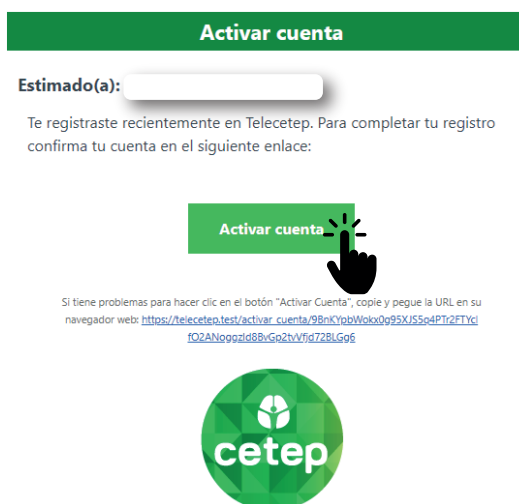 Activar cuenta
Estimado(a):
Te registraste recientemente en Telecetep. Para completar tu registro
confirma tu cuenta en el siguiente enlace:
Activar cuenta
Si tiene problemas para hacer clic en el botón "Activar Cuenta", copie y pegue la URL en su
navegador web: https://telecetep.test/activar_cuenta/9BnKYpbWokx0g95XJS5q4PTr2FTYcl
fO2ANoggzld8BvGp2tvVfjd72BLGg6
cetep